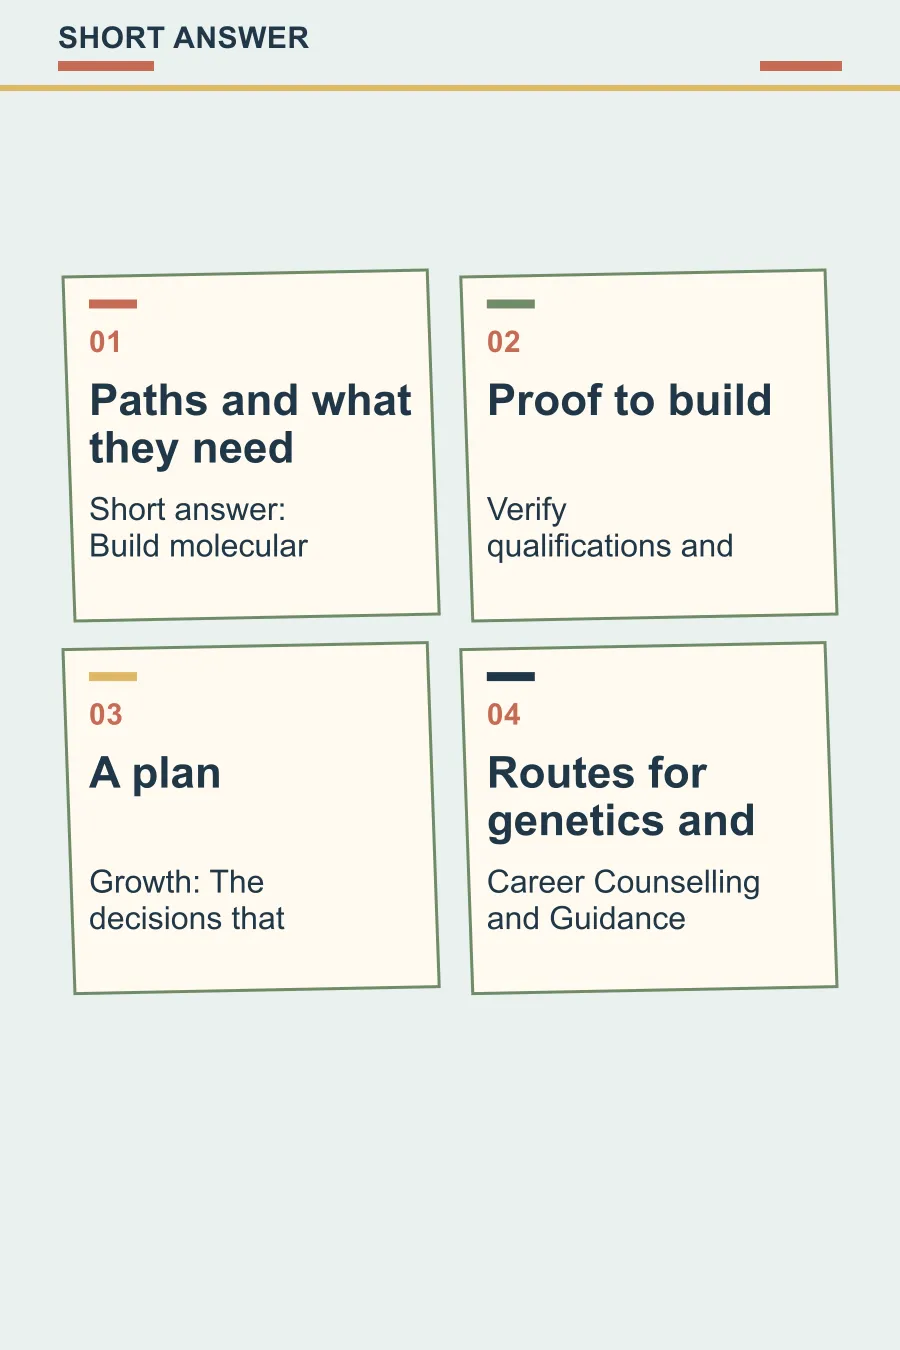 SHORT ANSWER
01
Paths and what
they need
Short answer:
Build molecular
02
Proof to build
Verify
qualifications and
03
A plan
Growth: The
decisions that
04
Routes for
genetics and
Career Counselling
and Guidance